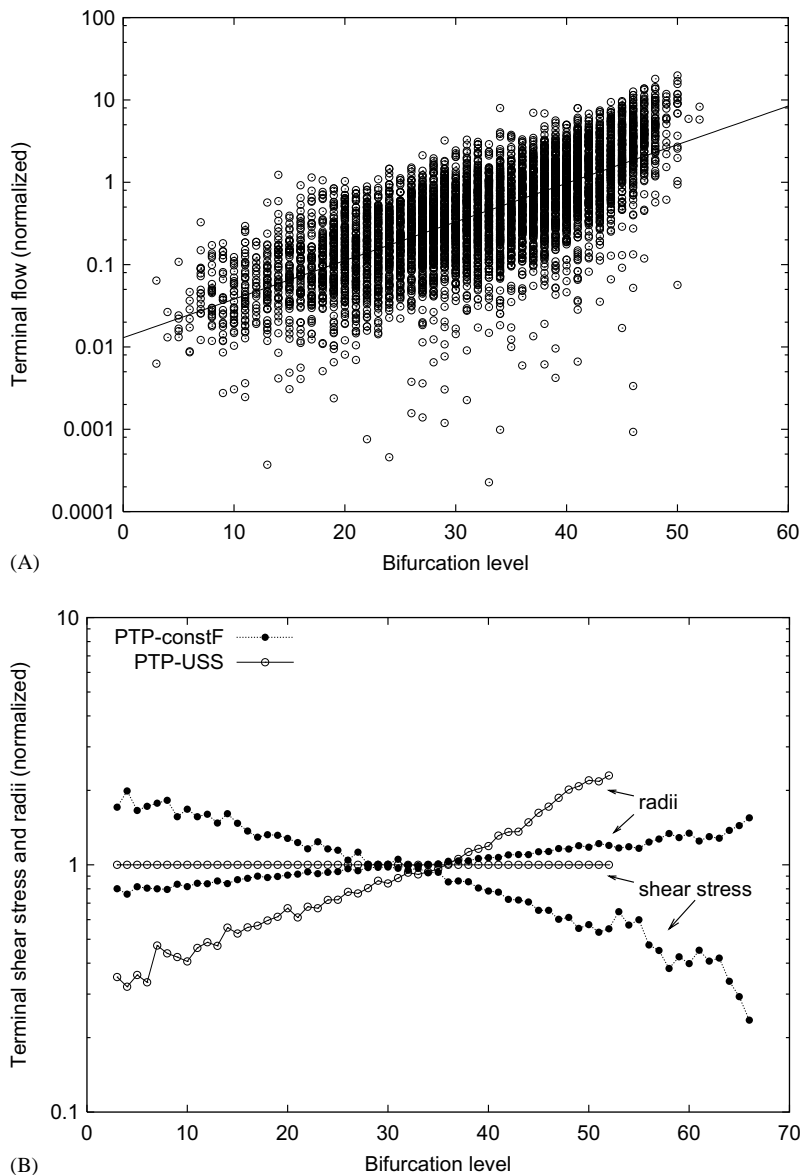 100
10
1
0.1
0.01
0.001
0.0001
Terminal flow (normalized)
0 10 20 30 40 50 60
Bifurcation level
(A)
10
1
0.1
Terminal shear stress and radii (normalized)
PTP-constF
PTP-USS
radii
shear stress
0 10 20 30 40 50 60 70
Bifurcation level
(B)